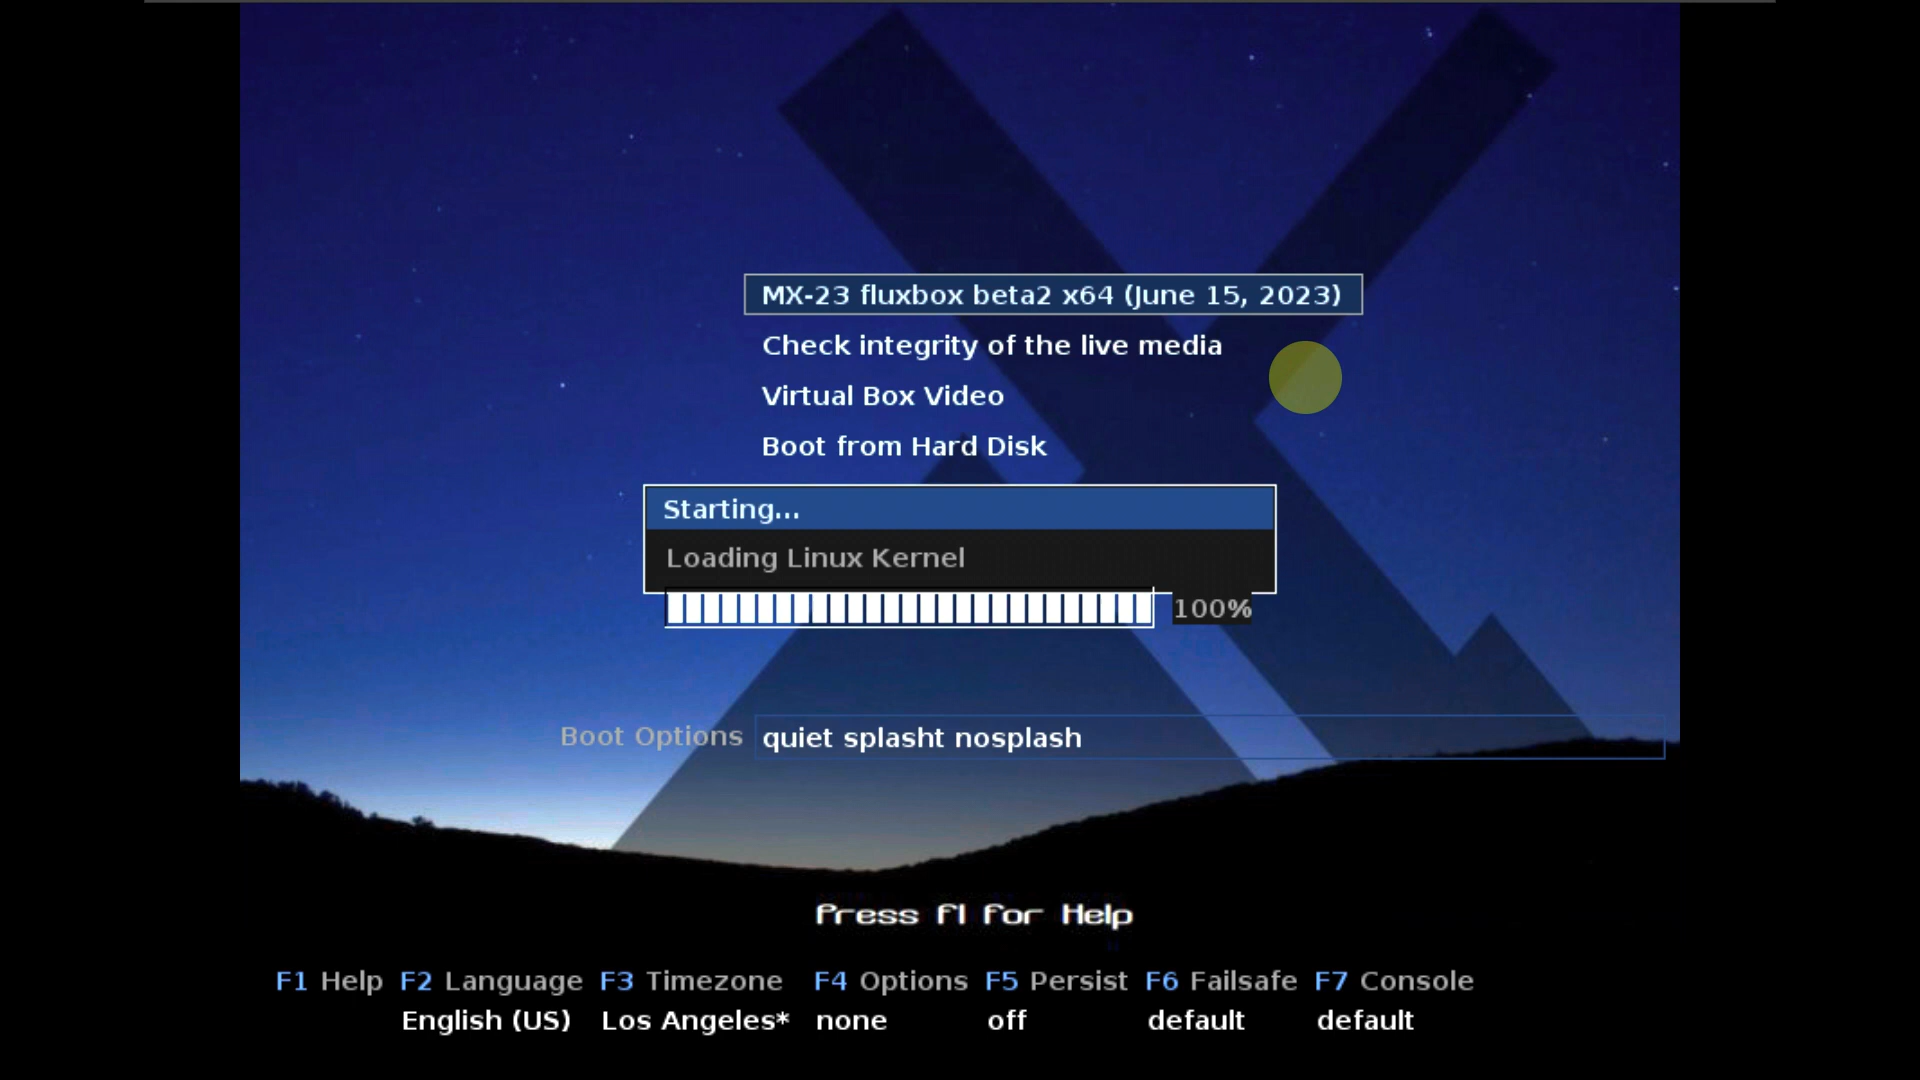 MX-23 fluxbox beta2 x64 (June 15, 2023)
Check integrity of the live media
Virtual Box Video
Boot from Hard Disk
Starting...
Loading Linux Kernel
100%
Boot Options quiet splasht nosplash
Press F1 for Help
F1 Help F2 Language F3 Timezone F4 Options F5 Persist F6 Failsafe F7 Console
English (US) Los Angeles* none off default default